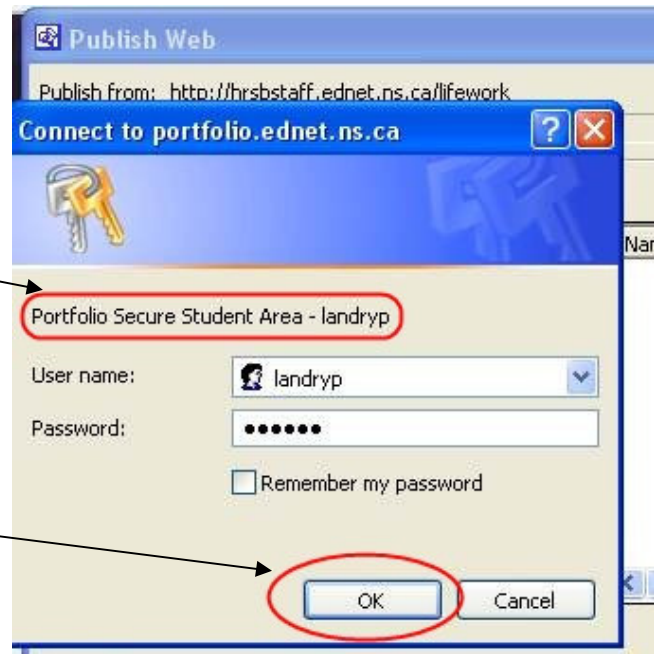 Publish Web
Publish from: http://hrsbstaff.ednet.ns.ca/lifework
Connect to portfolio.ednet.ns.ca
Portfolio Secure Student Area - landryp
User name: landryp
Password: ••••••
Remember my password
OK Cancel